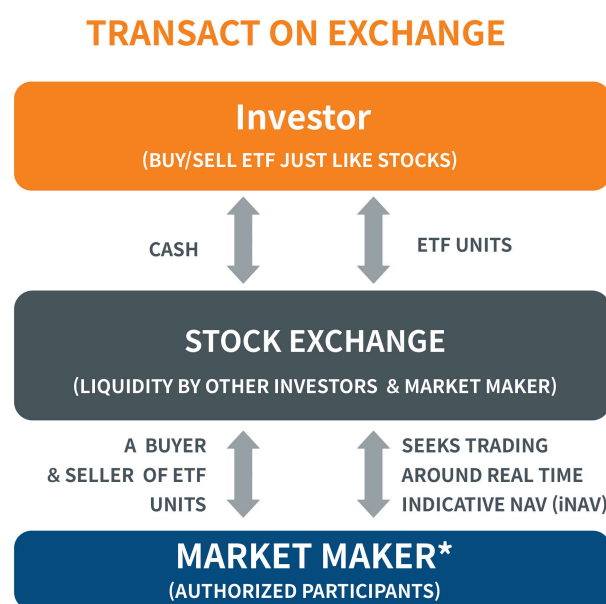 TRANSACT ON EXCHANGE
Investor
(BUY/SELL ETF JUST LIKE STOCKS)
CASH
ETF UNITS
STOCK EXCHANGE
(LIQUIDITY BY OTHER INVESTORS & MARKET MAKER)
A BUYER
& SELLER OF ETF
UNITS
SEEKS TRADING
AROUND REAL TIME
INDICATIVE NAV (iNAV)
MARKET MAKER*
(AUTHORIZED PARTICIPANTS)